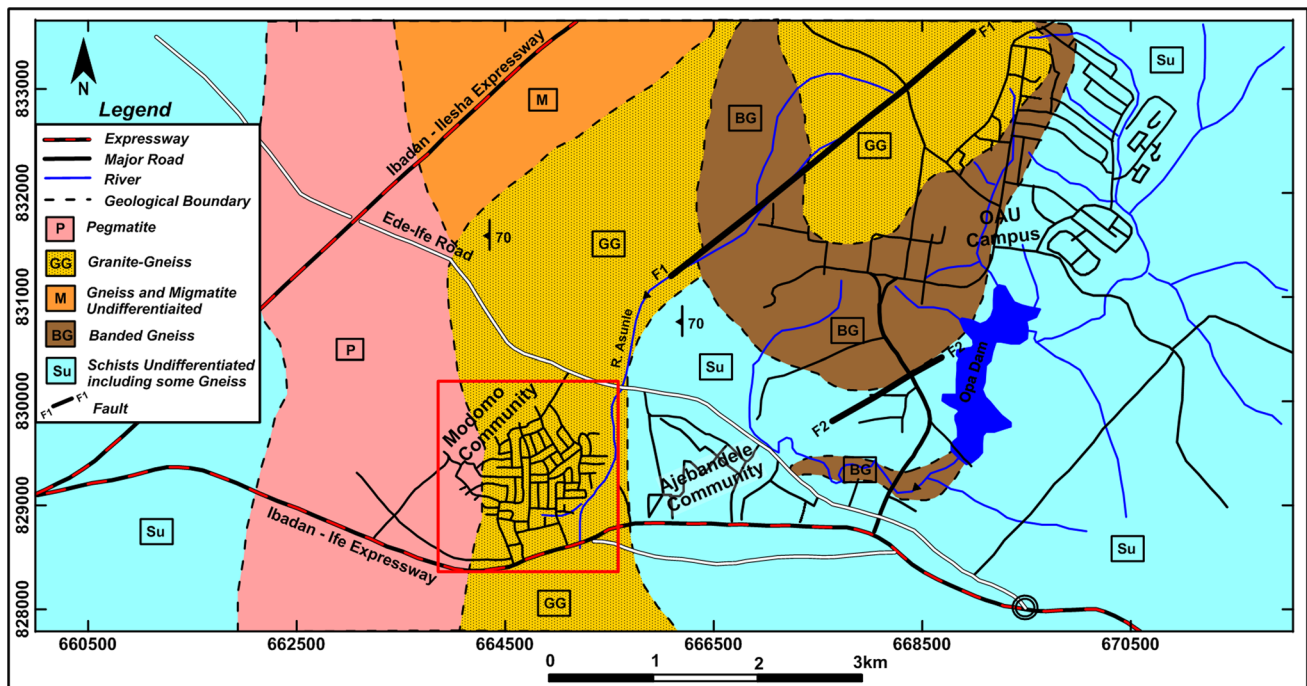 N
Legend
Expressway
Major Road
River
Geological Boundary
P
Pegmatite
GG
Granite-Gneiss
M
Gneiss and Migmatite
Undifferentiaited
BG
Banded Gneiss
Su
Schists Undifferentiated
including some Gneiss
F1
F1
Fault
Ibadan - Ilesha Expressway
M
Ede-Ife Road
70
GG
P
BG
GG
F1
F1
Su
OAU
Campus
R. Asunle
70
Su
BG
F2
F2
Opa Dam
Modomo
Community
Ajebandele
Community
BG
Su
Ibadan - Ife Expressway
GG
Su
833000
832000
831000
830000
829000
828000
660500
662500
664500
666500
668500
670500
0
1
2
3km